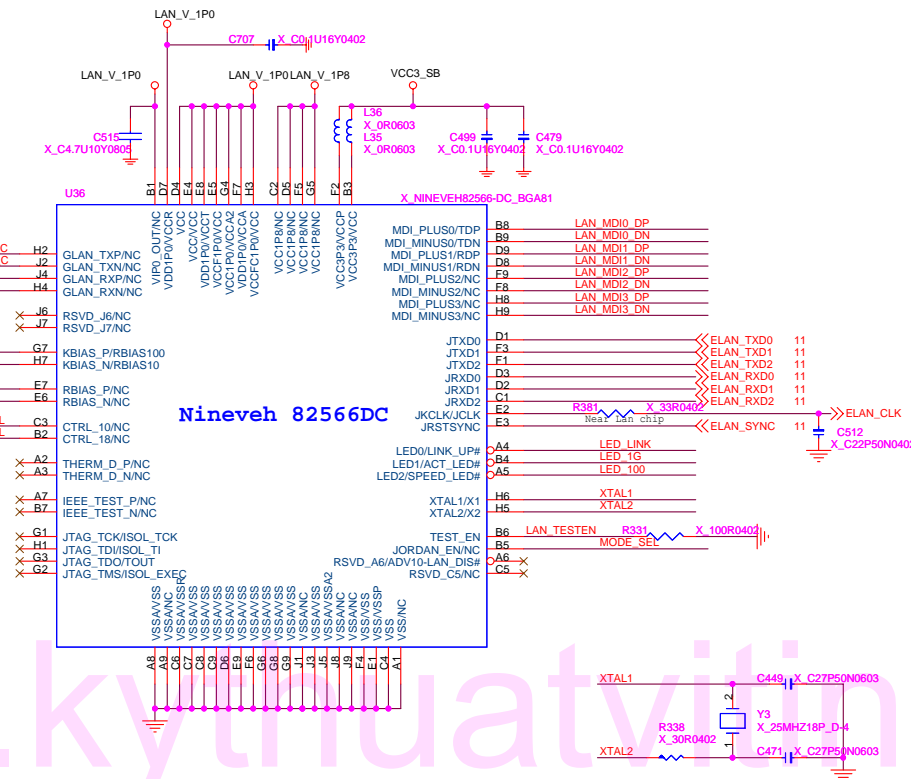 LAN_V_1P0
C707 X_C0.1U16Y0402
LAN_V_1P0 LAN_V_1P0 LAN_V_1P8 VCC3_SB
C515
X_C4.7U10Y0805
L36
X_0R0603
L35
X_0R0603
C499
X_C0.1U16Y0402
C479
X_C0.1U16Y0402
U36
X_NINEVEH82566-DC_BGA81
B1 D7 D4 E4 E8 E5 G4 F7 H3 C2 D5 F5 G5 F2 B3
VIP0_OUT/NC
VDD1P0/VCCR
VCC
VCC/VCC
VDD1P0/VCCT
VCCF1P0/VCC
VCC1P0/VCCA2
VDD1P0/VCCA
VCCFC1P0/VCC
VCC1P8/NC
VCC1P8/NC
VCC1P8/NC
VCC1P8/NC
VCC3P3/VCCP
VCC3P3/VCC
C H2 GLAN_TXP/NC
C J2 GLAN_TXN/NC
J4 GLAN_RXP/NC
H4 GLAN_RXN/NC
J6 RSVD_J6/NC
J7 RSVD_J7/NC
G7 KBIAS_P/RBIAS100
H7 KBIAS_N/RBIAS10
E7 RBIAS_P/NC
E6 RBIAS_N/NC
L C3 CTRL_10/NC
L B2 CTRL_18/NC
A2 THERM_D_P/NC
A3 THERM_D_N/NC
A7 IEEE_TEST_P/NC
B7 IEEE_TEST_N/NC
G1 JTAG_TCK/ISOL_TCK
H1 JTAG_TDI/ISOL_TI
G3 JTAG_TDO/TOUT
G2 JTAG_TMS/ISOL_EXEC
Nineveh 82566DC
MDI_PLUS0/TDP B8 LAN_MDI0_DP
MDI_MINUS0/TDN B9 LAN_MDI0_DN
MDI_PLUS1/RDP D9 LAN_MDI1_DP
MDI_MINUS1/RDN D8 LAN_MDI1_DN
MDI_PLUS2/NC F9 LAN_MDI2_DP
MDI_MINUS2/NC F8 LAN_MDI2_DN
MDI_PLUS3/NC H8 LAN_MDI3_DP
MDI_MINUS3/NC H9 LAN_MDI3_DN
JTXD0 D1 ELAN_TXD0 11
JTXD1 F3 ELAN_TXD1 11
JTXD2 F1 ELAN_TXD2 11
JRXD0 D3 ELAN_RXD0 11
JRXD1 D2 ELAN_RXD1 11
JRXD2 C1 ELAN_RXD2 11
JKCLK/JCLK E2 R381 X_33R0402 ELAN_CLK
Near Lan chip
JRSTSYNC E3 ELAN_SYNC 11
C512
X_C22P50N0402
LED0/LINK_UP# A4 LED_LINK
LED1/ACT_LED# B4 LED_1G
LED2/SPEED_LED# A5 LED_100
XTAL1/X1 H6 XTAL1
XTAL2/X2 H5 XTAL2
TEST_EN B6 LAN_TESTEN R331 X_100R0402
JORDAN_EN/NC B5 MODE_SEL
RSVD_A6/ADV10-LAN_DIS# A6
RSVD_C5/NC C5
VSSA/VSS
VSSA/NC
VSSA/VSSR
VSSA/VSS
VSSA/VSS
VSSA/VSS
VSSA/VSS
VSSA/VSS
VSSA/VSS
VSSA/VSS
VSSA/VSS
VSSA/VSS
VSSA/NC
VSSA/VSS
VSSA/VSSA2
VSSA/NC
VSSA/NC
VSS/VSS
VSS/VSSP
VSS
VSS/NC
A8 A9 C6 C7 C8 C9 D6 E9 F6 G6 G8 G9 J1 J3 J5 J8 J9 F4 E1 C4 A1
XTAL1 C449 X_C27P50N0603
2
Y3
X_25MHZ18P_D-4
R338
X_30R0402
1
XTAL2 C471 X_C27P50N0603
.kythuatvitin